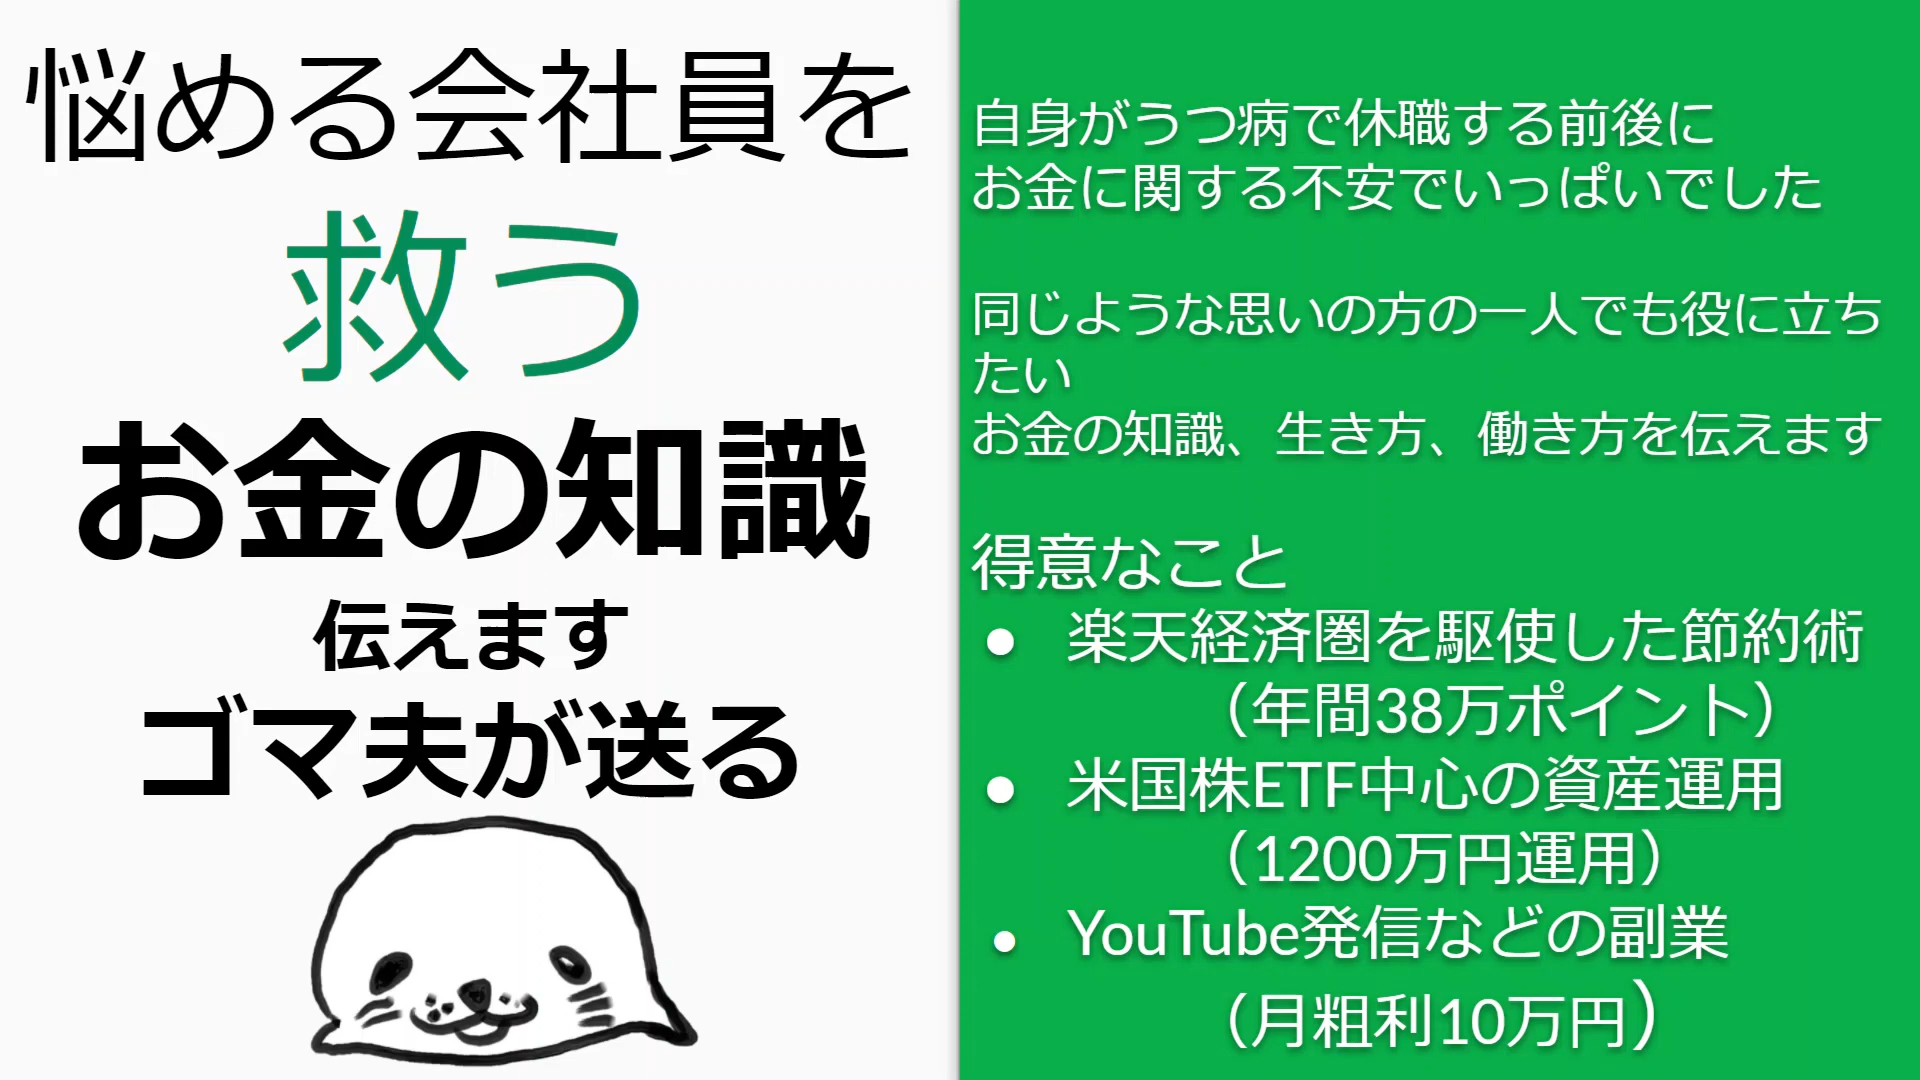 悩める会社員を
救う
お金の知識
伝えます
ゴマ夫が送る
自身がうつ病で休職する前後に
お金に関する不安でいっぱいでした
同じような思いの方の一人でも役に立ち
たい
お金の知識、生き方、働き方を伝えます
得意なこと
● 楽天経済圏を駆使した節約術
（年間38万ポイント）
● 米国株ETF中心の資産運用
（1200万円運用）
● YouTube発信などの副業
（月粗利10万円）